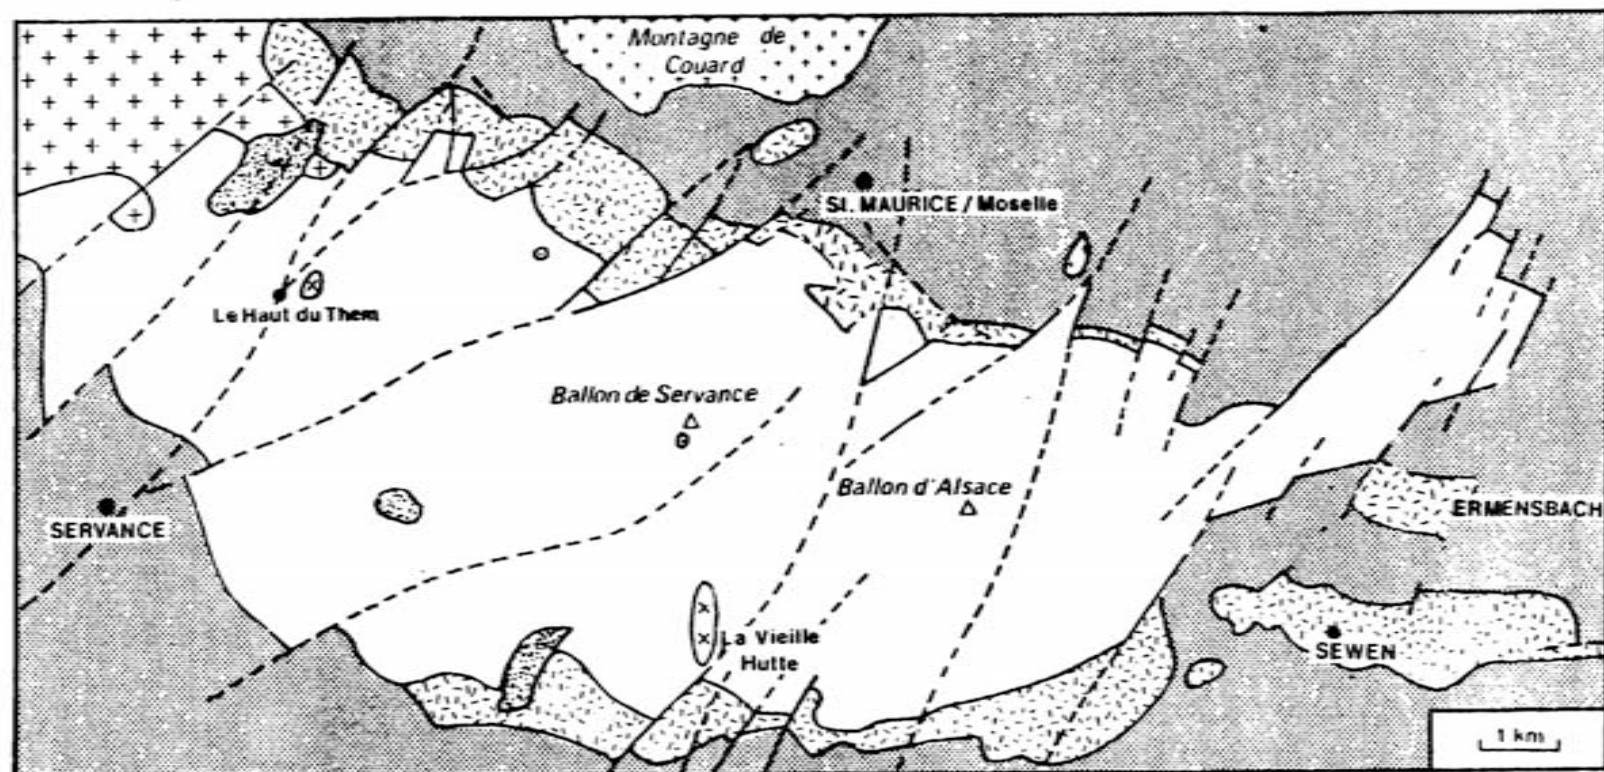 Montagne de
Couard
St. MAURICE / Moselle
Le Haut du Them
Ballon de Servance
Ballon d'Alsace
SERVANCE
ERMENSBACH
La Vieille
Hutte
SEWEN
1 km